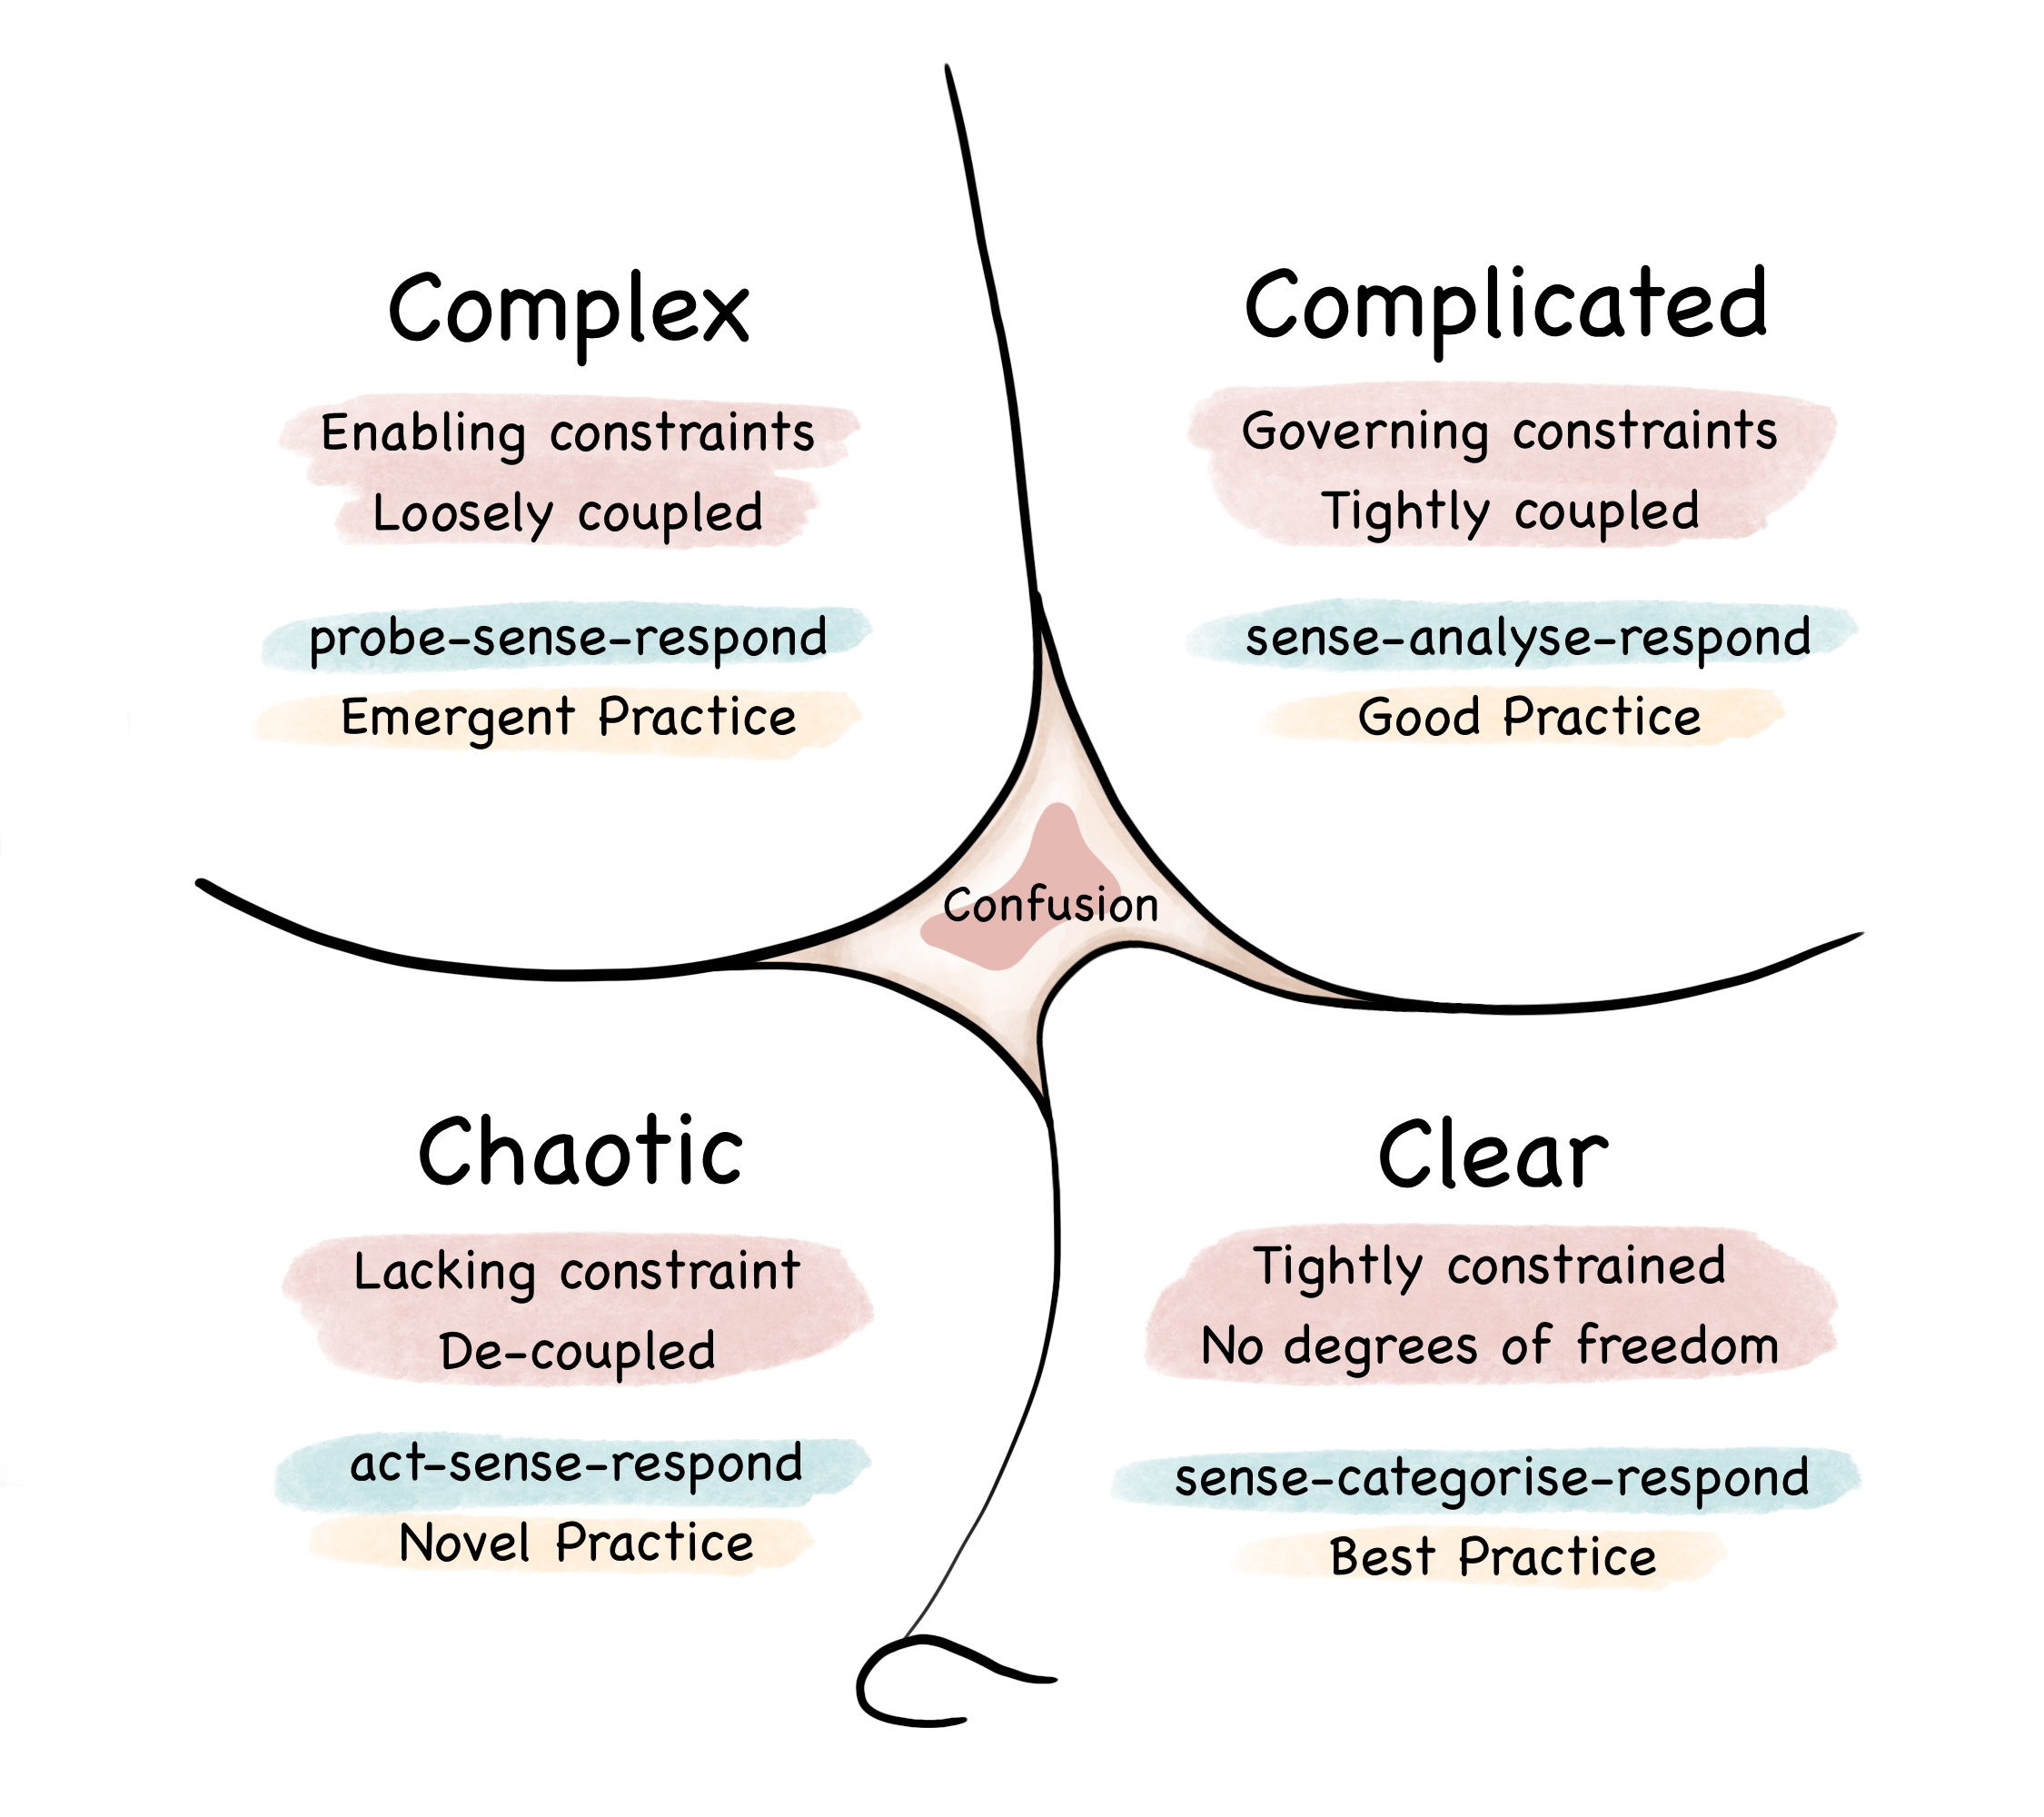 Complex
Enabling constraints
Loosely coupled
probe-sense-respond
Emergent Practice
Complicated
Governing constraints
Tightly coupled
sense-analyse-respond
Good Practice
Confusion
Chaotic
Lacking constraint
De-coupled
act-sense-respond
Novel Practice
Clear
Tightly constrained
No degrees of freedom
sense-categorise-respond
Best Practice